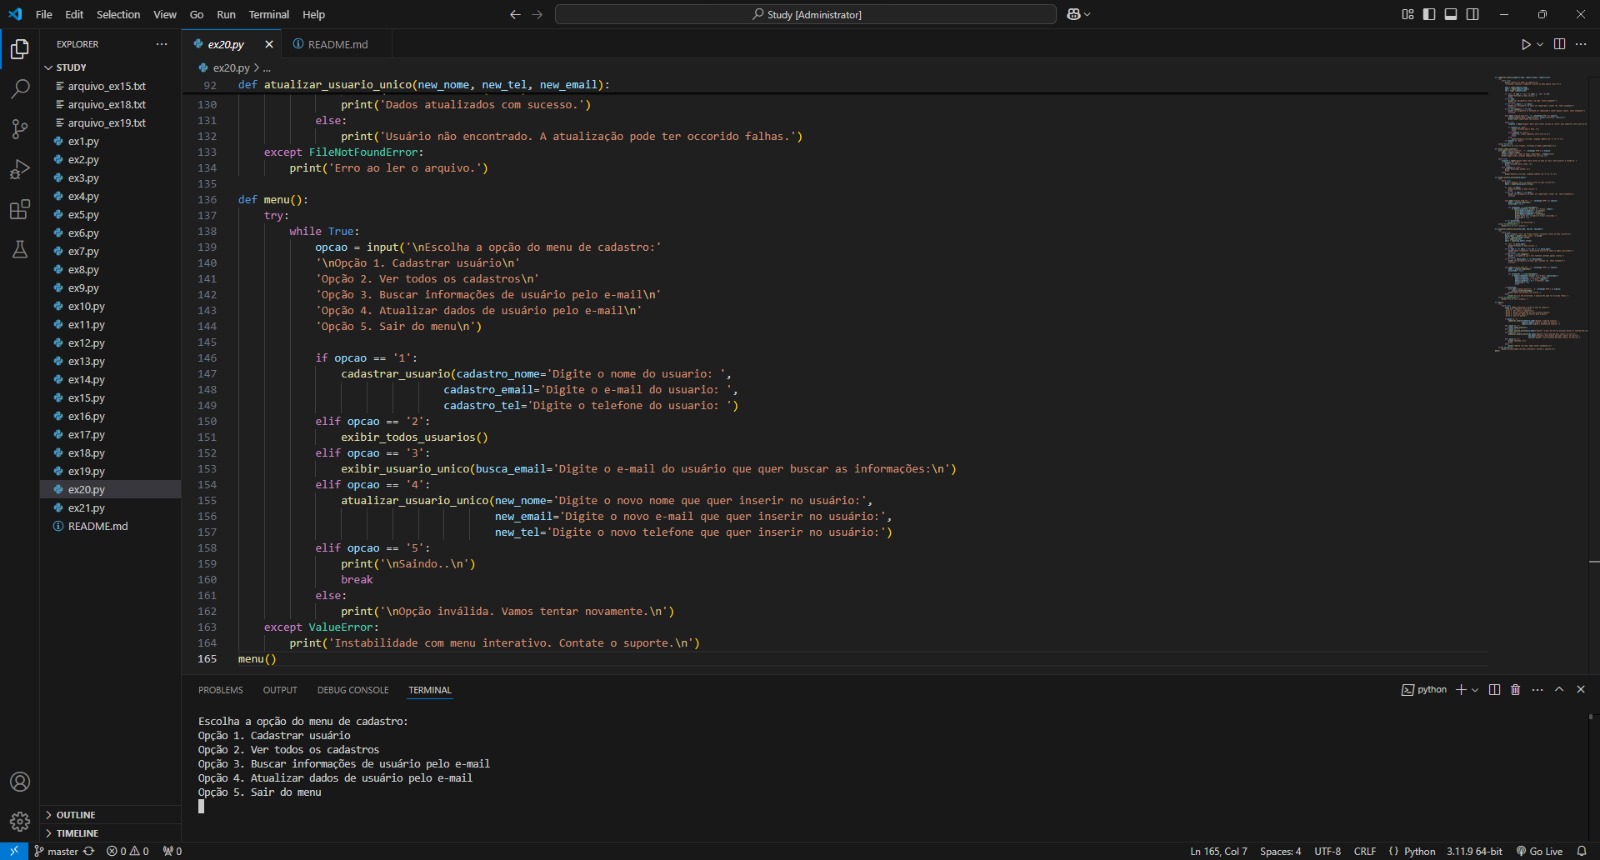 File Edit Selection View Go Run Terminal Help
Study [Administrator]
EXPLORER
STUDY
arquivo_ex15.txt
arquivo_ex18.txt
arquivo_ex19.txt
ex1.py
ex2.py
ex3.py
ex4.py
ex5.py
ex6.py
ex7.py
ex8.py
ex9.py
ex10.py
ex11.py
ex12.py
ex13.py
ex14.py
ex15.py
ex16.py
ex17.py
ex18.py
ex19.py
ex20.py
ex21.py
README.md
OUTLINE
TIMELINE
ex20.py README.md
ex20.py > ...
92 def atualizar_usuario_unico(new_nome, new_tel, new_email):
130 print('Dados atualizados com sucesso.')
131 else:
132 print('Usuário não encontrado. A atualização pode ter occorido falhas.')
133 except FileNotFoundError:
134 print('Erro ao ler o arquivo.')
135
136 def menu():
137 try:
138 while True:
139 opcao = input('\nEscolha a opção do menu de cadastro:'
140 '\nOpção 1. Cadastrar usuário\n'
141 'Opção 2. Ver todos os cadastros\n'
142 'Opção 3. Buscar informações de usuário pelo e-mail\n'
143 'Opção 4. Atualizar dados de usuário pelo e-mail\n'
144 'Opção 5. Sair do menu\n')
145
146 if opcao == '1':
147 cadastrar_usuario(cadastro_nome='Digite o nome do usuario: ',
148 cadastro_email='Digite o e-mail do usuario: ',
149 cadastro_tel='Digite o telefone do usuario: ')
150 elif opcao == '2':
151 exibir_todos_usuarios()
152 elif opcao == '3':
153 exibir_usuario_unico(busca_email='Digite o e-mail do usuário que quer buscar as informações:\n')
154 elif opcao == '4':
155 atualizar_usuario_unico(new_nome='Digite o novo nome que quer inserir no usuário:',
156 new_email='Digite o novo e-mail que quer inserir no usuário:',
157 new_tel='Digite o novo telefone que quer inserir no usuário:')
158 elif opcao == '5':
159 print('\nSaindo..\n')
160 break
161 else:
162 print('\nOpção inválida. Vamos tentar novamente.\n')
163 except ValueError:
164 print('Instabilidade com menu interativo. Contate o suporte.\n')
165 menu()
PROBLEMS OUTPUT DEBUG CONSOLE TERMINAL
python
Escolha a opção do menu de cadastro:
Opção 1. Cadastrar usuário
Opção 2. Ver todos os cadastros
Opção 3. Buscar informações de usuário pelo e-mail
Opção 4. Atualizar dados de usuário pelo e-mail
Opção 5. Sair do menu
master 0 0 0
Ln 165, Col 7 Spaces: 4 UTF-8 CRLF {} Python 3.11.9 64-bit Go Live